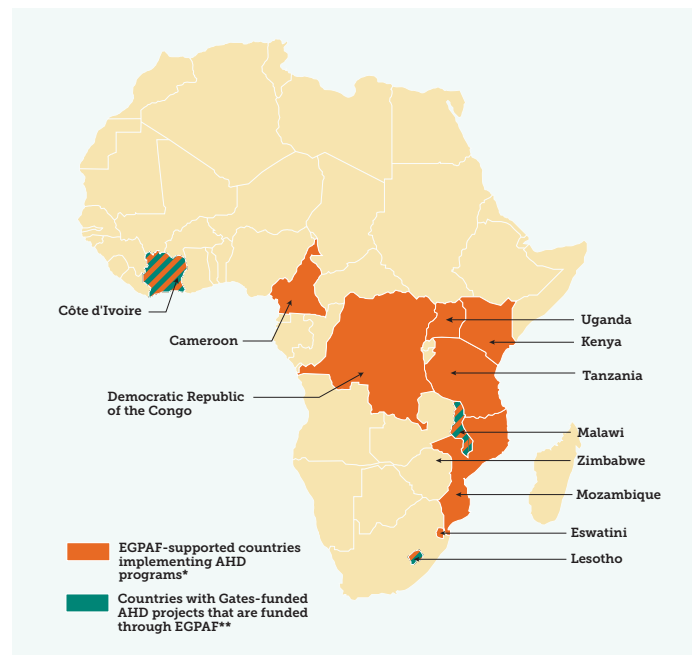 Côte d'Ivoire
Cameroon
Democratic Republic
of the Congo
Uganda
Kenya
Tanzania
Malawi
Zimbabwe
Mozambique
Eswatini
Lesotho
EGPAF-supported countries
implementing AHD
programs*
Countries with Gates-funded
AHD projects that are funded
through EGPAF**